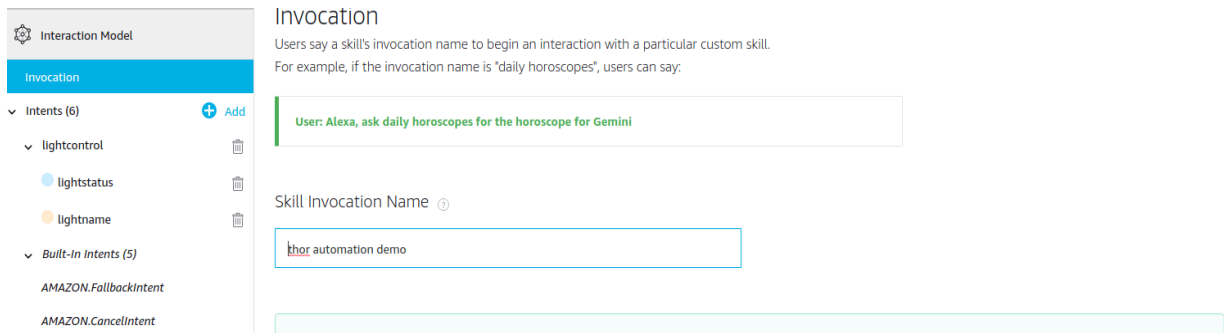 Interaction Model
Invocation
Intents (6)
Add
lightcontrol
lightstatus
lightname
Built-In Intents (5)
AMAZON.FallbackIntent
AMAZON.CancelIntent
Invocation
Users say a skill's invocation name to begin an interaction with a particular custom skill.
For example, if the invocation name is "daily horoscopes", users can say:
User: Alexa, ask daily horoscopes for the horoscope for Gemini
Skill Invocation Name ?
thor automation demo